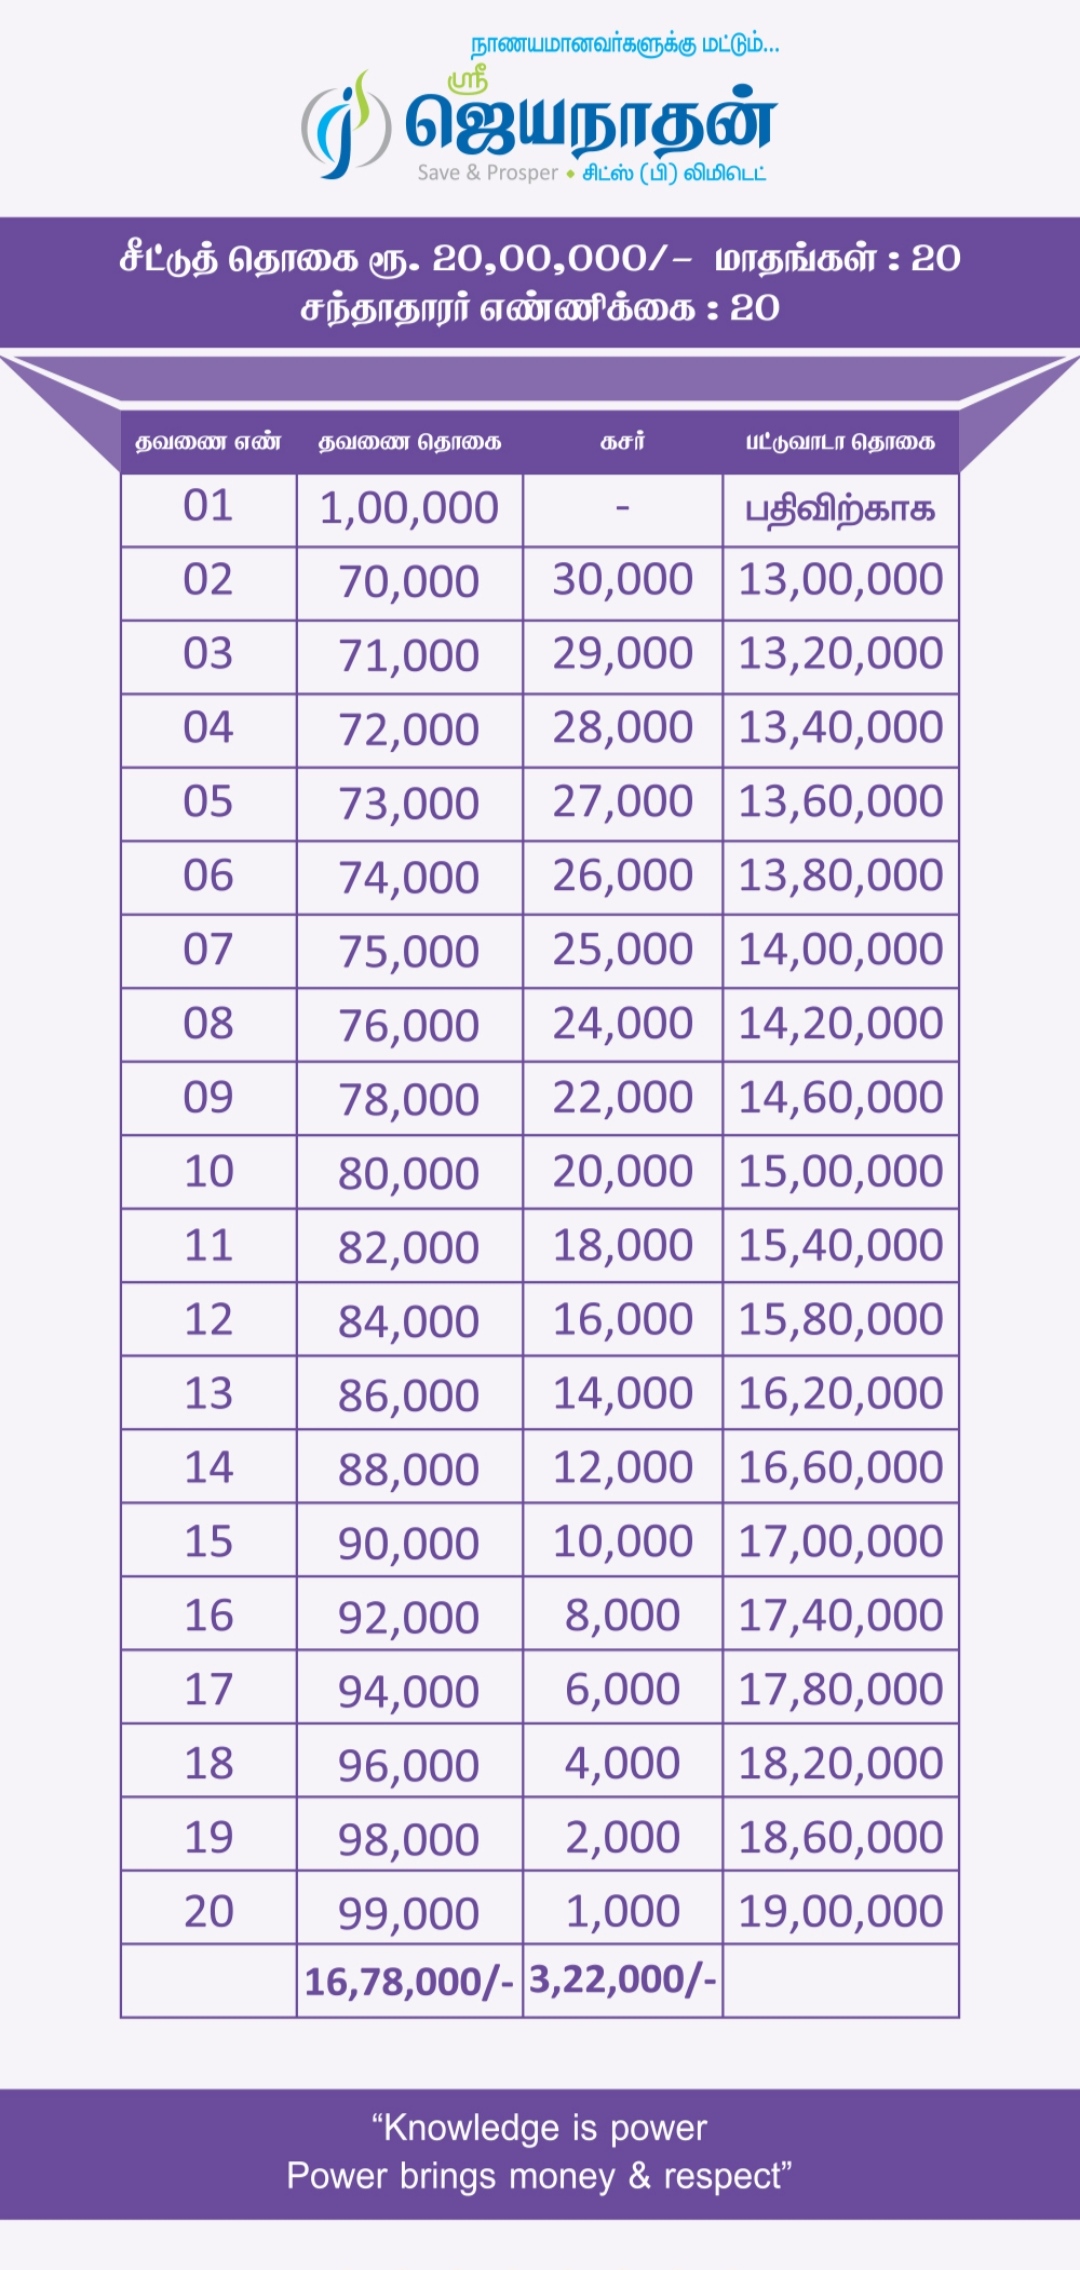 நாணயமானவர்களுக்கு மட்டும்...
ஸ்ரீ
ஜெயநாதன்
Save & Prosper • சிட்ஸ் (பி) லிமிடெட்
சீட்டுத் தொகை ரூ. 20,00,000/- மாதங்கள் : 20
சந்தாதாரர் எண்ணிக்கை : 20
தவணை எண் தவணை தொகை கசர் பட்டுவாடா தொகை
01 1,00,000 - பதிவிற்காக
02 70,000 30,000 13,00,000
03 71,000 29,000 13,20,000
04 72,000 28,000 13,40,000
05 73,000 27,000 13,60,000
06 74,000 26,000 13,80,000
07 75,000 25,000 14,00,000
08 76,000 24,000 14,20,000
09 78,000 22,000 14,60,000
10 80,000 20,000 15,00,000
11 82,000 18,000 15,40,000
12 84,000 16,000 15,80,000
13 86,000 14,000 16,20,000
14 88,000 12,000 16,60,000
15 90,000 10,000 17,00,000
16 92,000 8,000 17,40,000
17 94,000 6,000 17,80,000
18 96,000 4,000 18,20,000
19 98,000 2,000 18,60,000
20 99,000 1,000 19,00,000
16,78,000/- 3,22,000/-
“Knowledge is power
Power brings money & respect”